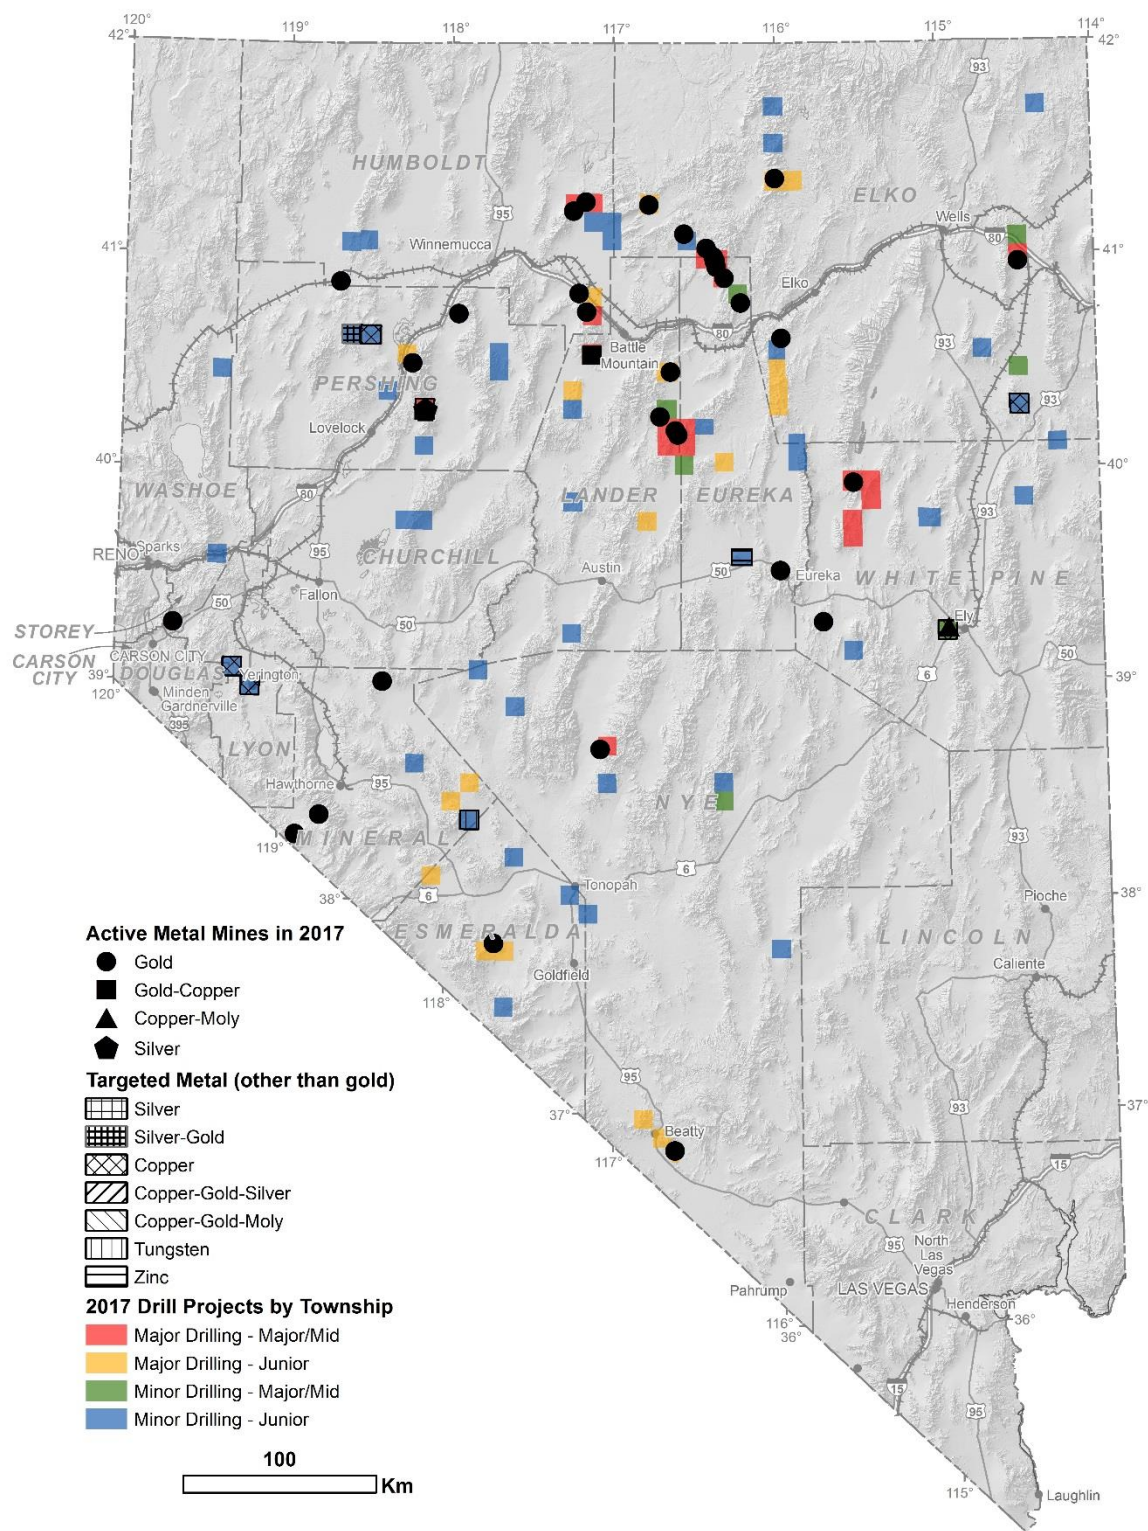 120°
119°
118°
117°
116°
115°
114°
42°
42°
93
HUMBOLDT
ELKO
95
Wells
41°
Winnemucca
80
41°
Elko
80
Battle
Mountain
93
PERSHING
93
Lovelock
40°
40°
WASHOE
LANDER
EUREKA
80
93
95
RENO
Sparks
CHURCHILL
Austin
50
Eureka
WHITE PINE
Fallon
50
50
Ely
STOREY
CARSON CITY
CARSON
CITY
DOUGLAS
Yerington
50
39°
6
39°
120°
Minden
Gardnerville
395
LYON
Hawthorne
95
NYE
MINERAL
119°
93
6
38°
6
Tonopah
Pioche
38°
ESMERALDA
LINCOLN
Goldfield
Caliente
118°
95
37°
93
37°
Beatty
117°
15
CLARK
95
North
Las
Vegas
Pahrump
LAS VEGAS
Henderson
116°
36°
36°
15
95
115°
Laughlin
Active Metal Mines in 2017
Gold
Gold-Copper
Copper-Moly
Silver
Targeted Metal (other than gold)
Silver
Silver-Gold
Copper
Copper-Gold-Silver
Copper-Gold-Moly
Tungsten
Zinc
2017 Drill Projects by Township
Major Drilling - Major/Mid
Major Drilling - Junior
Minor Drilling - Major/Mid
Minor Drilling - Junior
100
Km